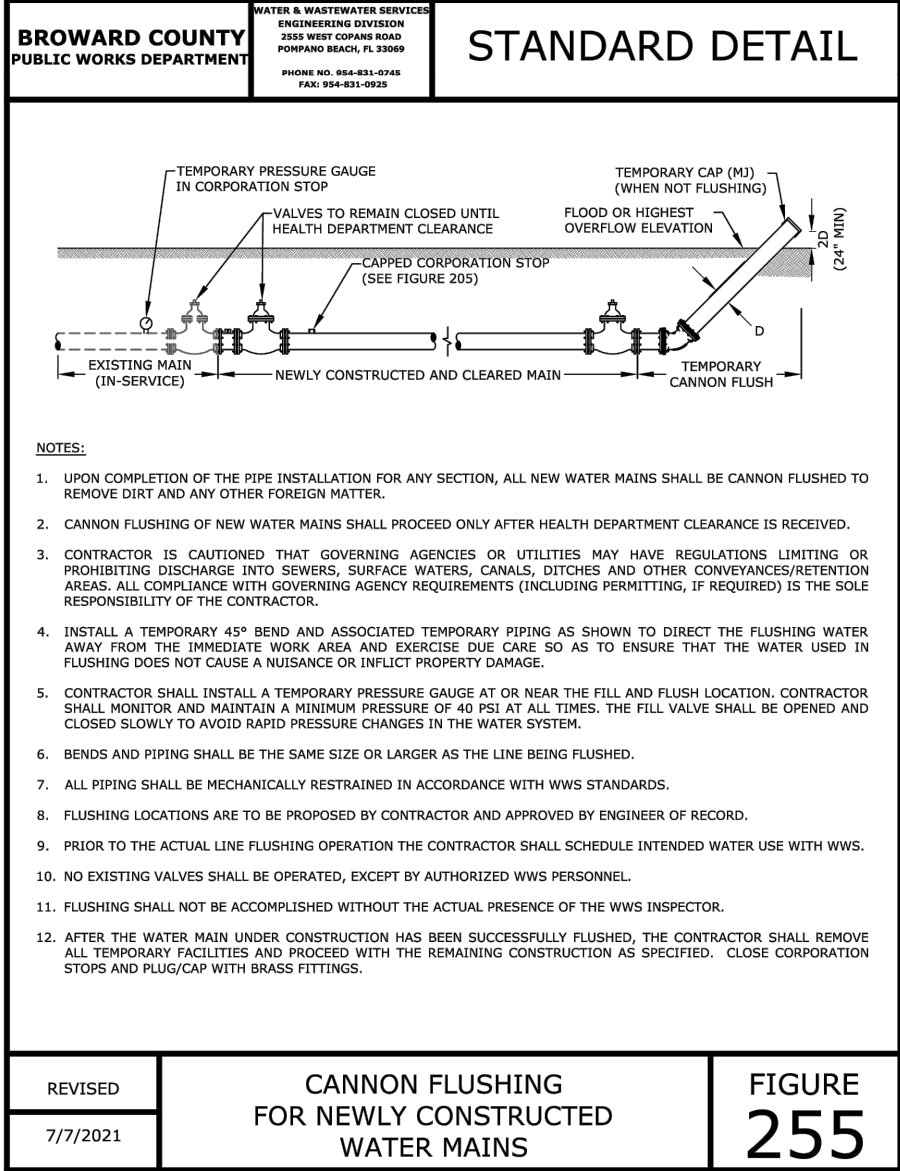 BROWARD COUNTY
PUBLIC WORKS DEPARTMENT
WATER & WASTEWATER SERVICES
ENGINEERING DIVISION
2555 WEST COPANS ROAD
POMPANO BEACH, FL 33069
PHONE NO. 954-831-0745
FAX: 954-831-0925
STANDARD DETAIL
TEMPORARY PRESSURE GAUGE
IN CORPORATION STOP
VALVES TO REMAIN CLOSED UNTIL
HEALTH DEPARTMENT CLEARANCE
CAPPED CORPORATION STOP
(SEE FIGURE 205)
TEMPORARY CAP (MJ)
(WHEN NOT FLUSHING)
FLOOD OR HIGHEST
OVERFLOW ELEVATION
2D
(24" MIN)
D
EXISTING MAIN
(IN-SERVICE)
NEWLY CONSTRUCTED AND CLEARED MAIN
TEMPORARY
CANNON FLUSH
NOTES:
1. UPON COMPLETION OF THE PIPE INSTALLATION FOR ANY SECTION, ALL NEW WATER MAINS SHALL BE CANNON FLUSHED TO
REMOVE DIRT AND ANY OTHER FOREIGN MATTER.
2. CANNON FLUSHING OF NEW WATER MAINS SHALL PROCEED ONLY AFTER HEALTH DEPARTMENT CLEARANCE IS RECEIVED.
3. CONTRACTOR IS CAUTIONED THAT GOVERNING AGENCIES OR UTILITIES MAY HAVE REGULATIONS LIMITING OR
PROHIBITING DISCHARGE INTO SEWERS, SURFACE WATERS, CANALS, DITCHES AND OTHER CONVEYANCES/RETENTION
AREAS. ALL COMPLIANCE WITH GOVERNING AGENCY REQUIREMENTS (INCLUDING PERMITTING, IF REQUIRED) IS THE SOLE
RESPONSIBILITY OF THE CONTRACTOR.
4. INSTALL A TEMPORARY 45° BEND AND ASSOCIATED TEMPORARY PIPING AS SHOWN TO DIRECT THE FLUSHING WATER
AWAY FROM THE IMMEDIATE WORK AREA AND EXERCISE DUE CARE SO AS TO ENSURE THAT THE WATER USED IN
FLUSHING DOES NOT CAUSE A NUISANCE OR INFLICT PROPERTY DAMAGE.
5. CONTRACTOR SHALL INSTALL A TEMPORARY PRESSURE GAUGE AT OR NEAR THE FILL AND FLUSH LOCATION. CONTRACTOR
SHALL MONITOR AND MAINTAIN A MINIMUM PRESSURE OF 40 PSI AT ALL TIMES. THE FILL VALVE SHALL BE OPENED AND
CLOSED SLOWLY TO AVOID RAPID PRESSURE CHANGES IN THE WATER SYSTEM.
6. BENDS AND PIPING SHALL BE THE SAME SIZE OR LARGER AS THE LINE BEING FLUSHED.
7. ALL PIPING SHALL BE MECHANICALLY RESTRAINED IN ACCORDANCE WITH WWS STANDARDS.
8. FLUSHING LOCATIONS ARE TO BE PROPOSED BY CONTRACTOR AND APPROVED BY ENGINEER OF RECORD.
9. PRIOR TO THE ACTUAL LINE FLUSHING OPERATION THE CONTRACTOR SHALL SCHEDULE INTENDED WATER USE WITH WWS.
10. NO EXISTING VALVES SHALL BE OPERATED, EXCEPT BY AUTHORIZED WWS PERSONNEL.
11. FLUSHING SHALL NOT BE ACCOMPLISHED WITHOUT THE ACTUAL PRESENCE OF THE WWS INSPECTOR.
12. AFTER THE WATER MAIN UNDER CONSTRUCTION HAS BEEN SUCCESSFULLY FLUSHED, THE CONTRACTOR SHALL REMOVE
ALL TEMPORARY FACILITIES AND PROCEED WITH THE REMAINING CONSTRUCTION AS SPECIFIED. CLOSE CORPORATION
STOPS AND PLUG/CAP WITH BRASS FITTINGS.
REVISED
7/7/2021
CANNON FLUSHING
FOR NEWLY CONSTRUCTED
WATER MAINS
FIGURE
255